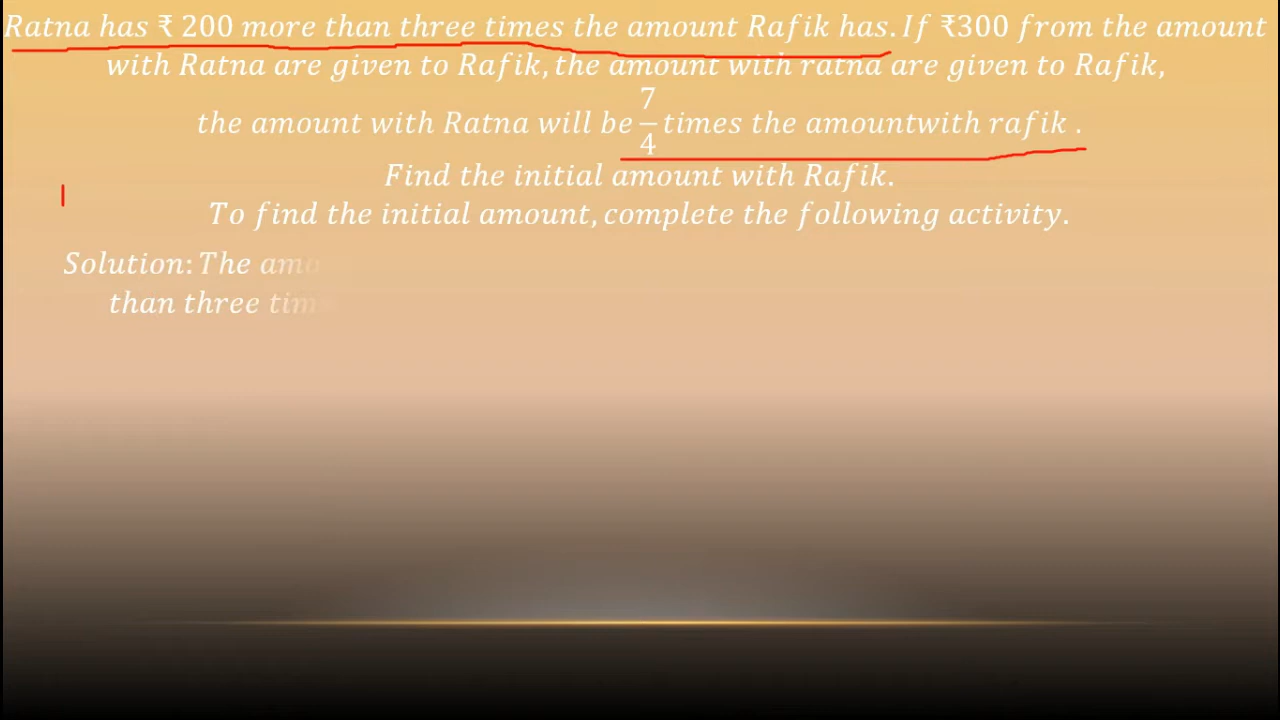 Ratna has ₹ 200 more than three times the amount Rafik has. If ₹300 from the amount
with Ratna are given to Rafik, the amount with ratna are given to Rafik,
the amount with Ratna will be 7/4 times the amountwith rafik .
Find the initial amount with Rafik.
To find the initial amount, complete the following activity.
Solution: The amo
than three tim